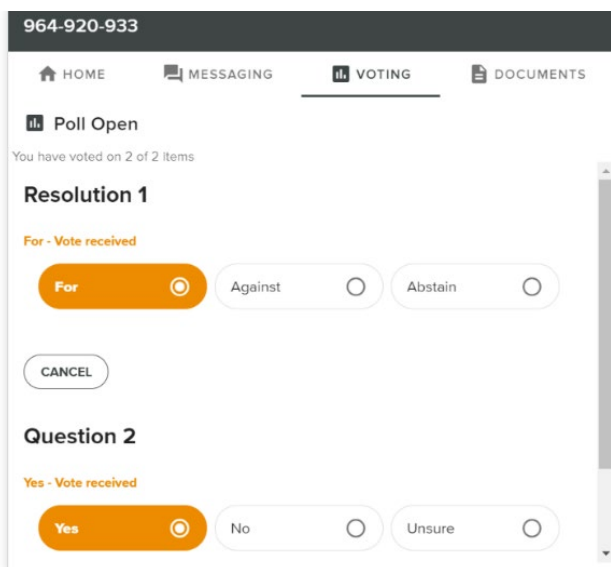 964-920-933
HOME MESSAGING VOTING DOCUMENTS
Poll Open
You have voted on 2 of 2 items
Resolution 1
For - Vote received
For Against Abstain
CANCEL
Question 2
Yes - Vote received
Yes No Unsure